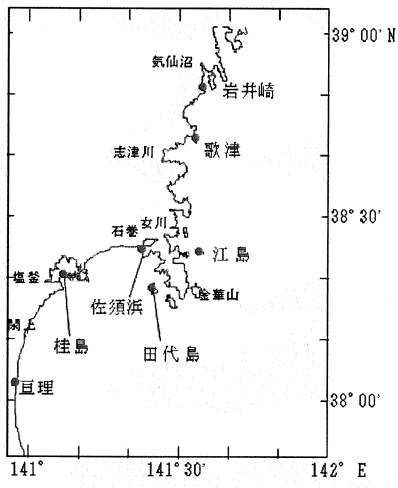 39° 00' N
気仙沼
岩井崎
歌津
志津川
38° 30'
女川
石巻
江島
塩釜
佐須浜
金華山
閖上
桂島
田代島
亘理
38° 00'
141°
141° 30'
142° E